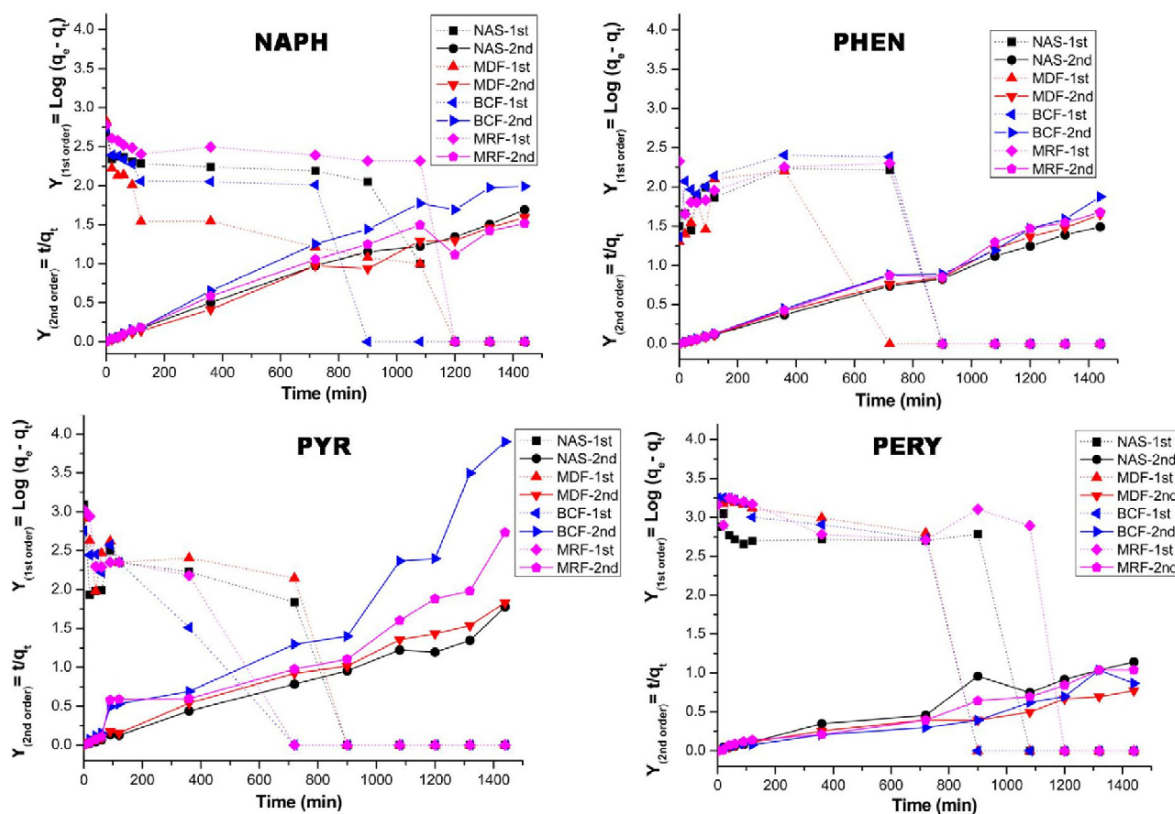 NAPH
Y(1st order) = Log (qe - qt)
Y(2nd order) = t/qt
4.0
3.5
3.0
2.5
2.0
1.5
1.0
0.5
0.0
NAS-1st
NAS-2nd
MDF-1st
MDF-2nd
BCF-1st
BCF-2nd
MRF-1st
MRF-2nd
0 200 400 600 800 1000 1200 1400
Time (min)
PHEN
Y(1st order) = Log (qe - qt)
Y(2nd order) = t/qt
4.0
3.5
3.0
2.5
2.0
1.5
1.0
0.5
0.0
NAS-1st
NAS-2nd
MDF-1st
MDF-2nd
BCF-1st
BCF-2nd
MRF-1st
MRF-2nd
0 200 400 600 800 1000 1200 1400
Time (min)
PYR
Y(1st order) = Log (qe - qt)
Y(2nd order) = t/qt
4.0
3.5
3.0
2.5
2.0
1.5
1.0
0.5
0.0
NAS-1st
NAS-2nd
MDF-1st
MDF-2nd
BCF-1st
BCF-2nd
MRF-1st
MRF-2nd
0 200 400 600 800 1000 1200 1400
Time (min)
PERY
Y(1st order) = Log (qe - qt)
Y(2nd order) = t/qt
4.0
3.5
3.0
2.5
2.0
1.5
1.0
0.5
0.0
NAS-1st
NAS-2nd
MDF-1st
MDF-2nd
BCF-1st
BCF-2nd
MRF-1st
MRF-2nd
0 200 400 600 800 1000 1200 1400
Time (min)